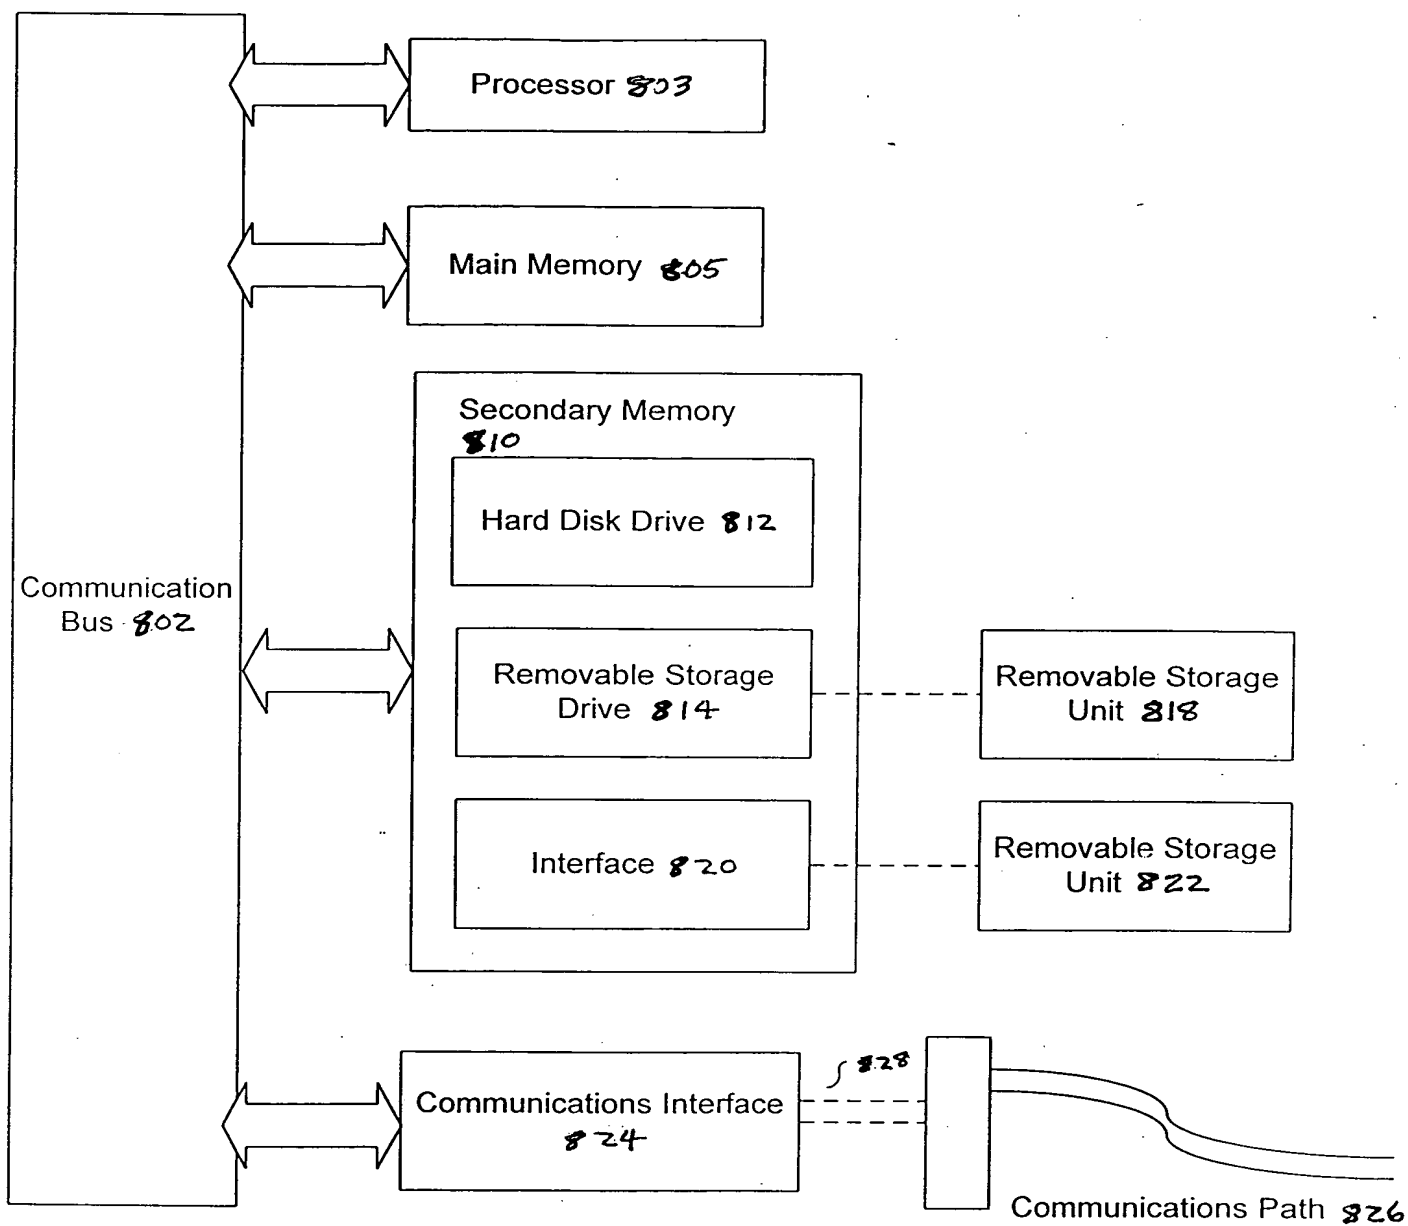 Processor 803
Main Memory 805
Secondary Memory
810
Hard Disk Drive 812
Communication
Bus 802
Removable Storage
Drive 814
Removable Storage
Unit 818
Interface 820
Removable Storage
Unit 822
828
Communications Interface
824
Communications Path 826